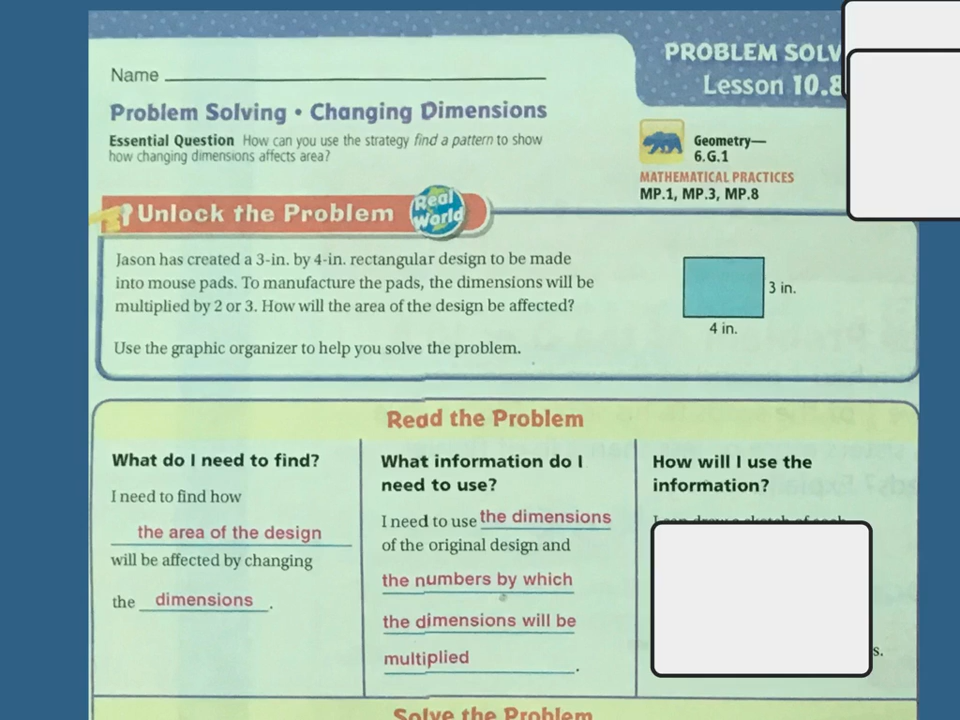 PROBLEM SOLV
Lesson 10.8
Name
Problem Solving • Changing Dimensions
Essential Question How can you use the strategy find a pattern to show
how changing dimensions affects area?
Geometry—
6.G.1
MATHEMATICAL PRACTICES
MP.1, MP.3, MP.8
Unlock the Problem
Real
World
Jason has created a 3-in. by 4-in. rectangular design to be made
into mouse pads. To manufacture the pads, the dimensions will be
multiplied by 2 or 3. How will the area of the design be affected?
3 in.
4 in.
Use the graphic organizer to help you solve the problem.
Read the Problem
What do I need to find?
I need to find how
the area of the design
will be affected by changing
the dimensions.
What information do I
need to use?
I need to use the dimensions
of the original design and
the numbers by which
the dimensions will be
multiplied.
How will I use the
information?
s.
Solve the Problem